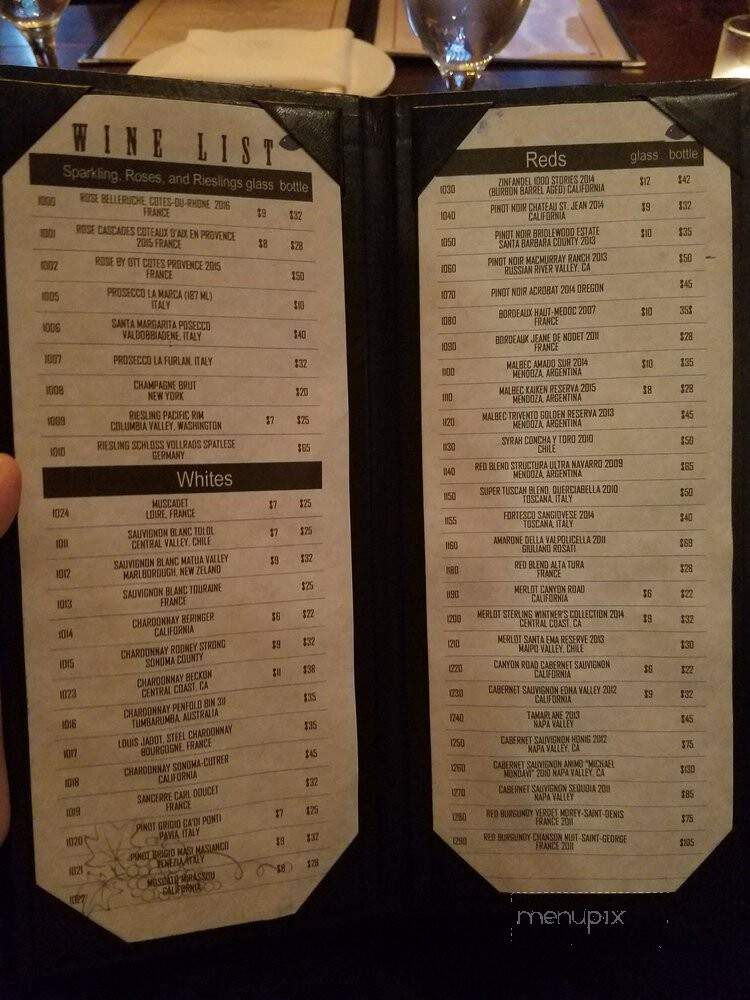 WINE LIST
Sparkling, Roses, and Rieslings glass bottle
1000 ROSE BELLERUCHE, COTES-DU-RHONE 2016 $9 $32
FRANCE
1001 ROSE CASCADES COTEAUX D'AIX EN PROVENCE $8 $28
2015 FRANCE
1002 ROSE BY OTT COTES PROVENCE 2015 $50
FRANCE
1005 PROSECCO LA MARCA (187 ML) $10
ITALY
1006 SANTA MARGARITA POSECCO $40
VALDOBBIADENE, ITALY
1007 PROSECCO LA FURLAN, ITALY $32
1008 CHAMPAGNE BRUT $20
NEW YORK
1009 RIESLING PACIFIC RIM $7 $25
COLUMBIA VALLEY, WASHINGTON
1010 RIESLING SCHLOSS VOLLRADS SPATLESE $65
GERMANY
Whites
1024 MUSCADET $7 $25
LOIRE, FRANCE
1011 SAUVIGNON BLANC TOLOL $7 $25
CENTRAL VALLEY, CHILE
1012 SAUVIGNON BLANC MATUA VALLEY $9 $32
MARLBOROUGH, NEW ZELAND
1013 SAUVIGNON BLANC TOURAINE $25
FRANCE
1014 CHARDONNAY BERINGER $6 $22
CALIFORNIA
1015 CHARDONNAY RODNEY STRONG $9 $32
SONOMA COUNTY
1023 CHARDONNAY BECKON $11 $38
CENTRAL COAST, CA
1016 CHARDONNAY PENFOLD BIN 311 $35
TUMBARUMBA, AUSTRALIA
1017 LOUIS JADOT, STEEL CHARDONNAY $35
BOURGOGNE, FRANCE
1018 CHARDONNAY SONOMA-CUTRER $45
CALIFORNIA
1019 SANCERRE CARL DOUCET $32
FRANCE
1020 PINOT GRIGIO CA'DI PONTI $7 $25
PAVIA, ITALY
1021 PINOT GRIGIO MASI MASIANCO $9 $32
VENEZIA, ITALY
1022 MOSCATO MIRASSOU $8 $28
CALIFORNIA
Reds glass bottle
1030 ZINFANDEL 1000 STORIES 2014 $12 $42
(BURBON BARREL AGED) CALIFORNIA
1040 PINOT NOIR CHATEAU ST. JEAN 2014 $9 $32
CALIFORNIA
1050 PINOT NOIR BRIDLEWOOD ESTATE $10 $35
SANTA BARBARA COUNTY 2013
1060 PINOT NOIR MACMURRAY RANCH 2013 $50
RUSSIAN RIVER VALLEY, CA
1070 PINOT NOIR ACROBAT 2014 OREGON $45
1080 BORDEAUX HAUT-MEDOC 2007 $10 35$
FRANCE
1090 BORDEAUX JEANE DE NODET 2011 $28
FRANCE
1100 MALBEC AMADO SUR 2014 $10 $35
MENDOZA, ARGENTINA
1110 MALBEC KAIKEN RESERVA 2015 $8 $28
MENDOZA, ARGENTINA
1120 MALBEC TRIVENTO GOLDEN RESERVA 2013 $45
MENDOZA, ARGENTINA
1130 SYRAH CONCHA Y TORO 2010 $50
CHILE
1140 RED BLEND STRUCTURA ULTRA NAVARRO 2009 $65
MENDOZA, ARGENTINA
1150 SUPER TUSCAN BLEND, QUERCIABELLA 2010 $50
TOSCANA, ITALY
1155 FORTESCO SANGIOVESE 2014 $40
TOSCANA, ITALY
1160 AMARONE DELLA VALPOLICELLA 2011 $69
GIULIANO ROSATI
1180 RED BLEND ALTA TURA $28
FRANCE
1190 MERLOT CANYON ROAD $6 $22
CALIFORNIA
1200 MERLOT STERLING WINTNER'S COLLECTION 2014 $9 $32
CENTRAL COAST, CA
1210 MERLOT SANTA EMA RESERVE 2013 $30
MAIPO VALLEY, CHILE
1220 CANYON ROAD CABERNET SAUVIGNON $6 $22
CALIFORNIA
1230 CABERNET SAUVIGNON EDNA VALLEY 2012 $9 $32
CALIFORNIA
1240 TAMARLANE 2013 $45
NAPA VALLEY
1250 CABERNET SAUVIGNON HONIG 2012 $75
NAPA VALLEY, CA
1260 CABERNET SAUVIGNON ANIMO "MICHAEL $130
MONDAVI" 2010 NAPA VALLEY, CA
1270 CABERNET SAUVIGNON SEQUOIA 2011 $85
NAPA VALLEY
1280 RED BURGUNDY VERDET MOREY-SAINT-DENIS $75
FRANCE 2011
1290 RED BURGUNDY CHANSON NUIT-SAINT-GEORGE $105
FRANCE 2011
menupix